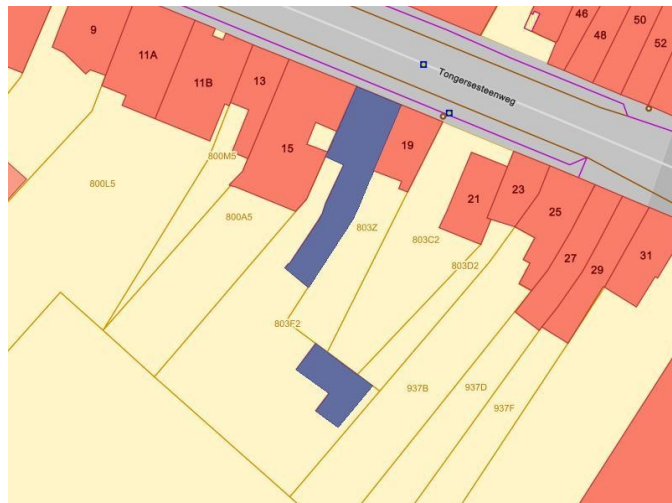 46
50
9
48
52
11A
Tongersesteenweg
11B
13
15
19
800M5
800L5
21
23
800A5
803Z
25
803C2
31
27
29
803D2
803F2
937B
937D
937F